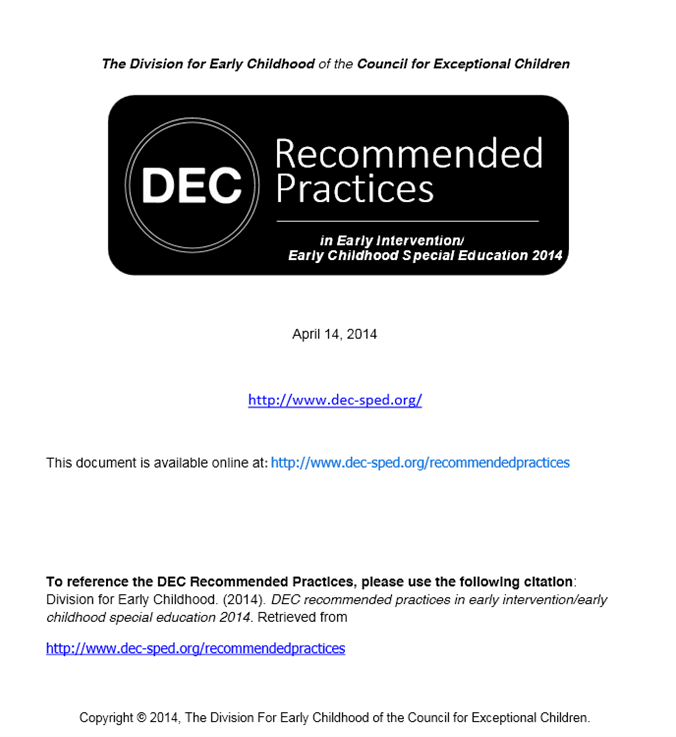 The Division for Early Childhood of the Council for Exceptional Children
DEC
Recommended
Practices
in Early Intervention/
Early Childhood Special Education 2014
April 14, 2014
http://www.dec-sped.org/
This document is available online at: http://www.dec-sped.org/recommendedpractices
To reference the DEC Recommended Practices, please use the following citation:
Division for Early Childhood. (2014). DEC recommended practices in early intervention/early
childhood special education 2014. Retrieved from
http://www.dec-sped.org/recommendedpractices
Copyright © 2014, The Division For Early Childhood of the Council for Exceptional Children.